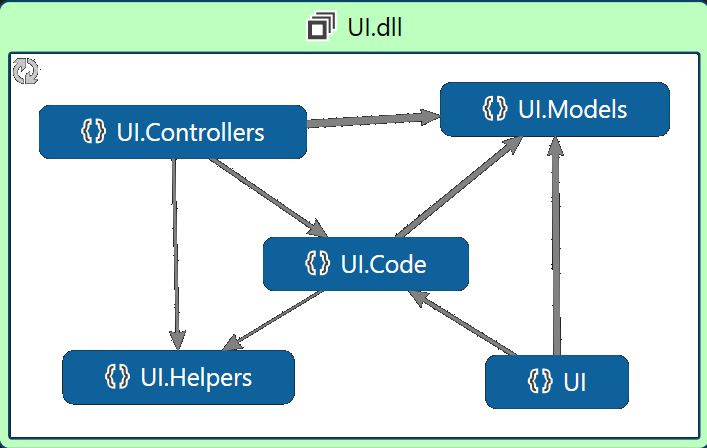 UI.dll
UI.Controllers
UI.Models
UI.Code
UI.Helpers
UI